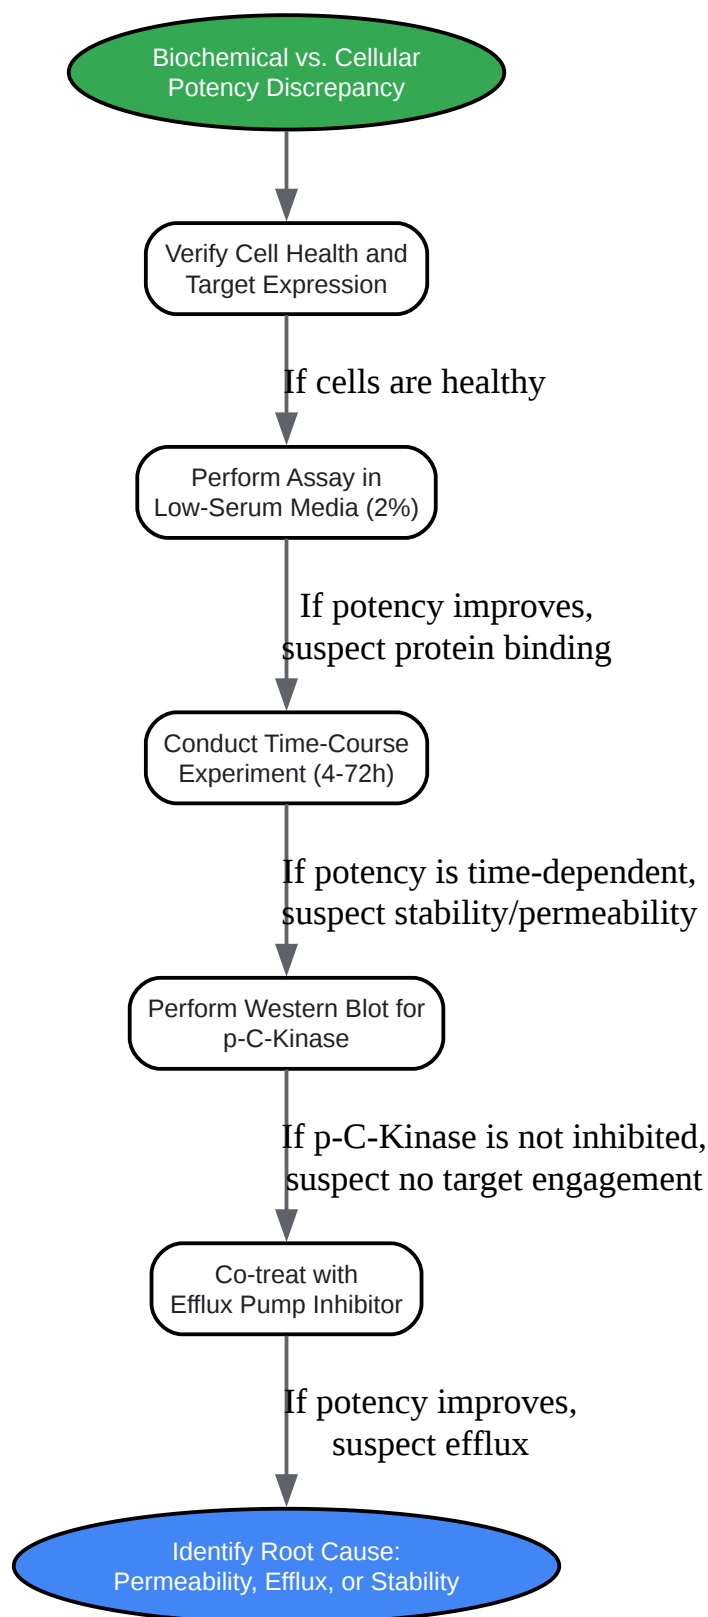 Biochemical vs. Cellular
Potency Discrepancy
Verify Cell Health and
Target Expression
If cells are healthy
Perform Assay in
Low-Serum Media (2%)
If potency improves,
suspect protein binding
Conduct Time-Course
Experiment (4-72h)
If potency is time-dependent,
suspect stability/permeability
Perform Western Blot for
p-C-Kinase
If p-C-Kinase is not inhibited,
suspect no target engagement
Co-treat with
Efflux Pump Inhibitor
If potency improves,
suspect efflux
Identify Root Cause:
Permeability, Efflux, or Stability